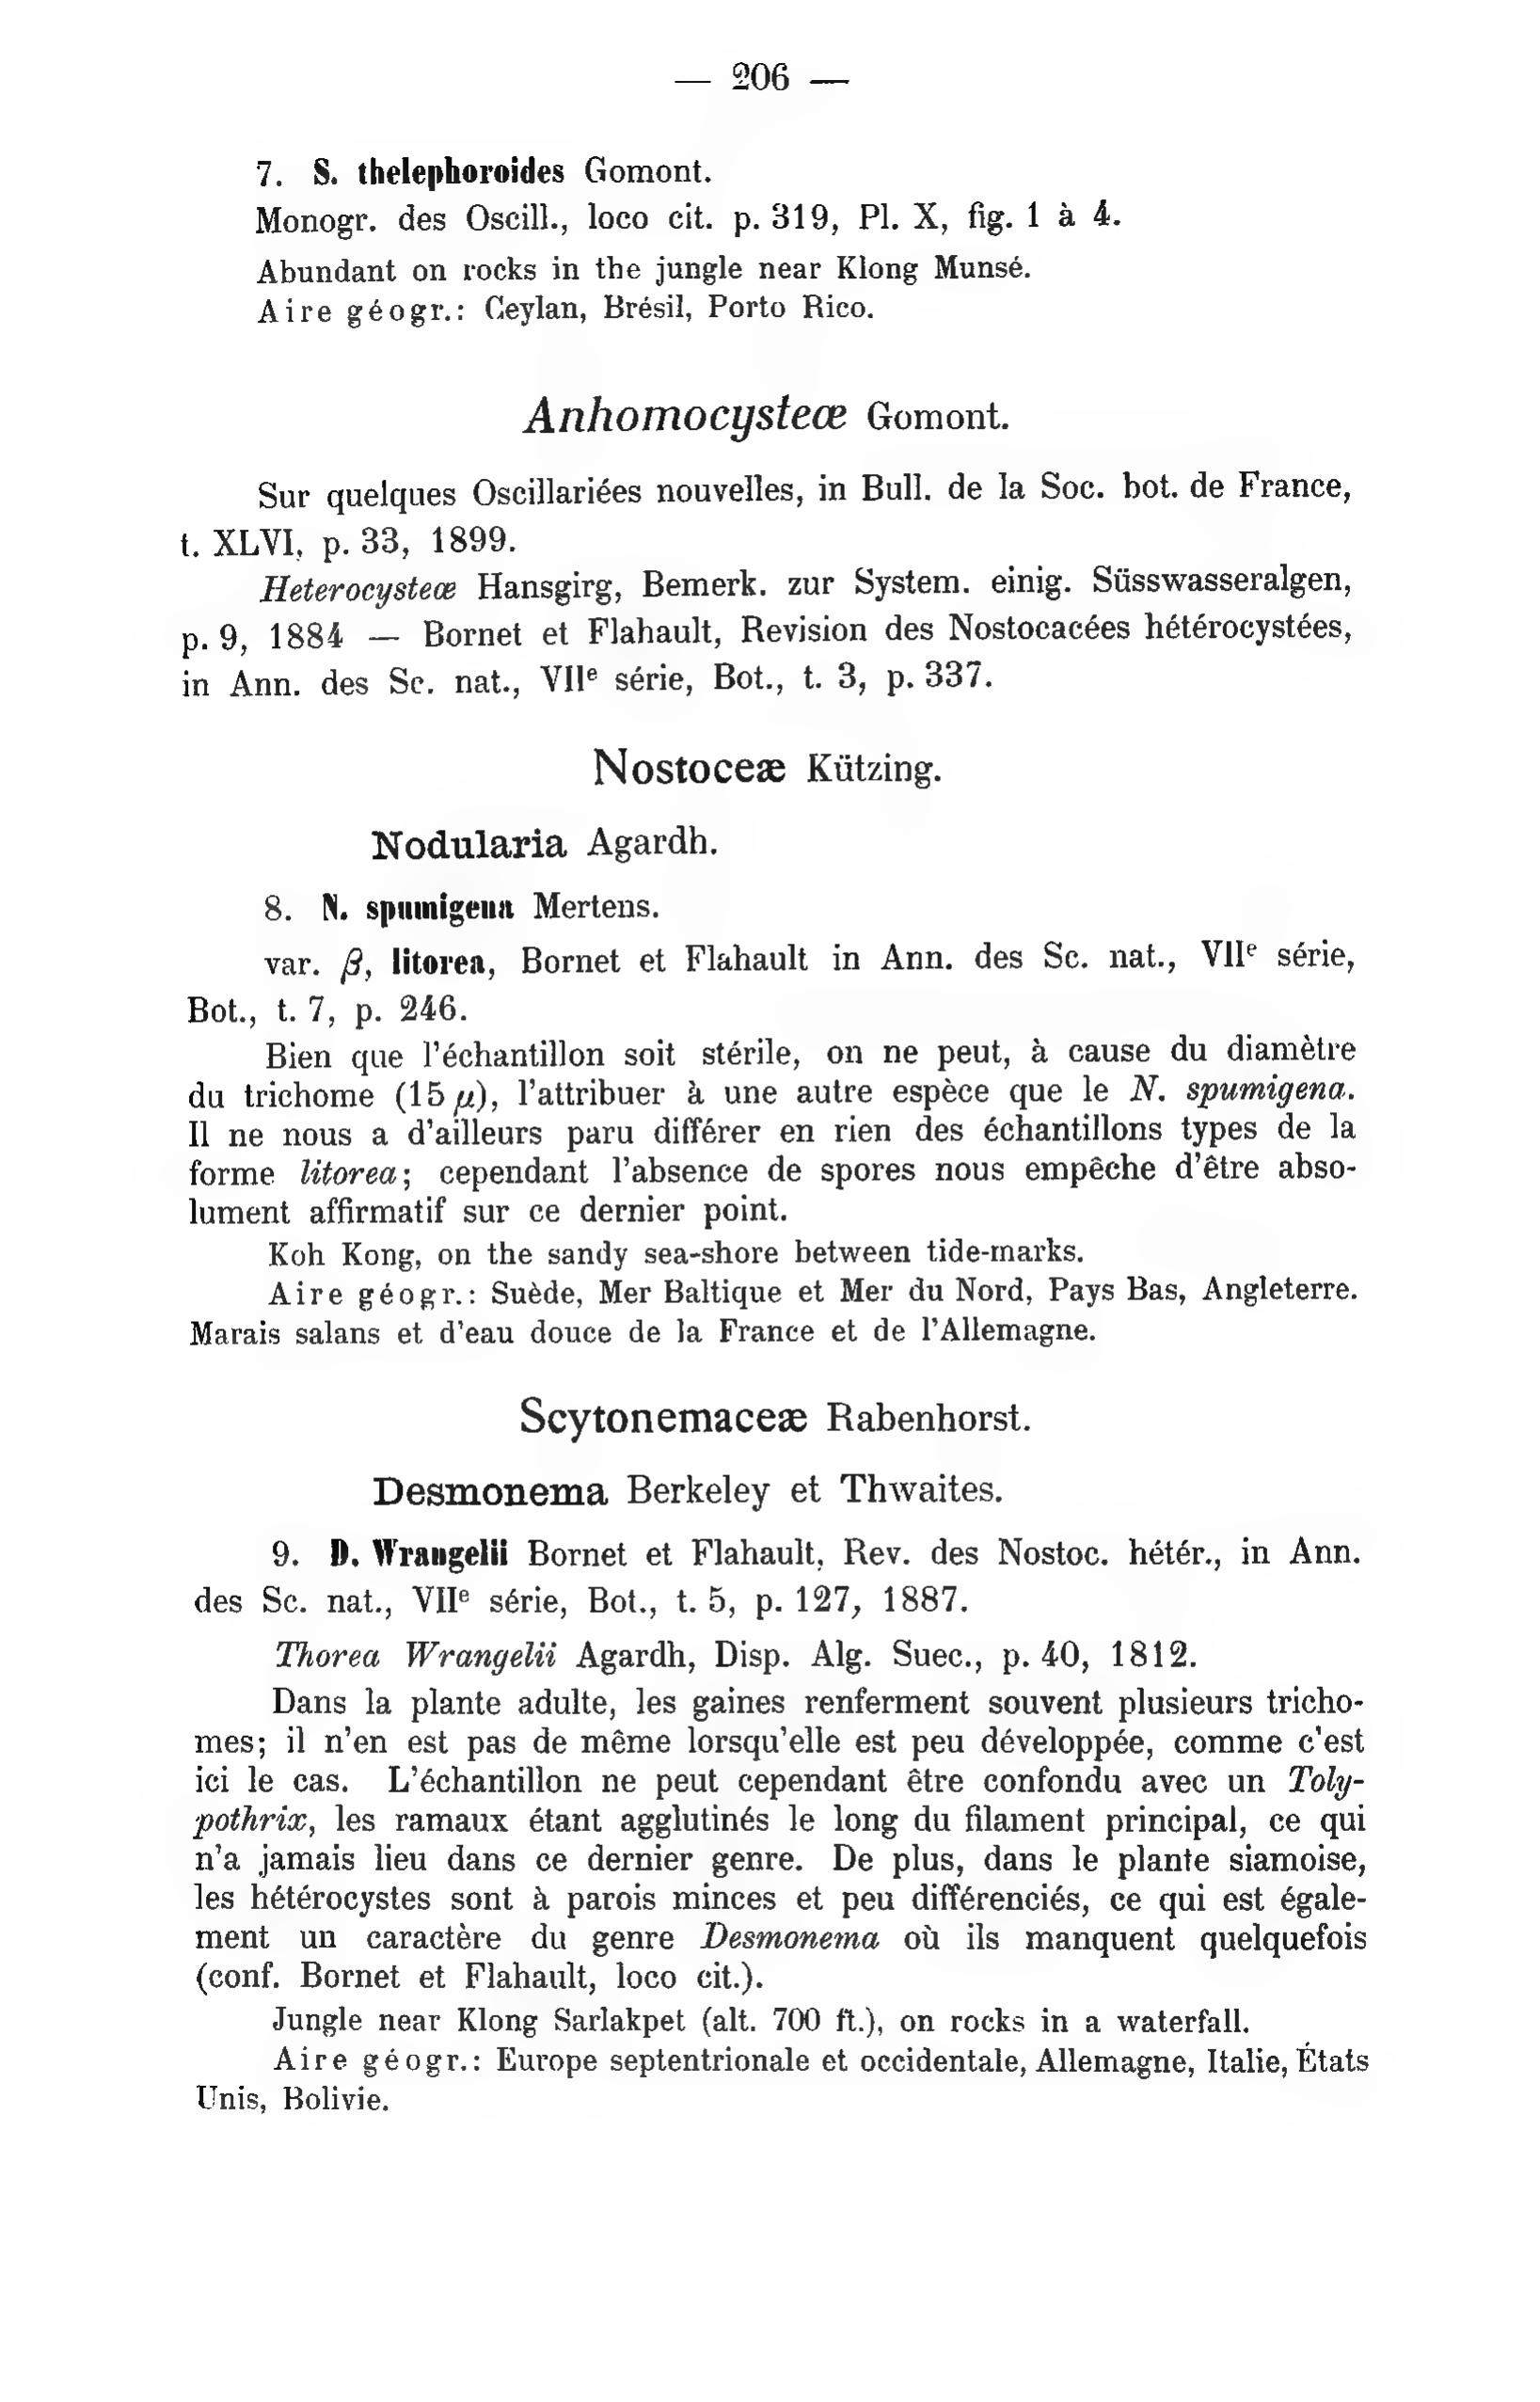 — 206 —
7. S. thelephoroides Gomont.
Monogr. des Oscill., loco cit. p. 319, Pl. X, fig. 1 à 4.
Abundant on rocks in the jungle near Klong Munsé.
Aire géogr.: Ceylan, Brésil, Porto Rico.
Anhomocysteæ Gomont.
Sur quelques Oscillariées nouvelles, in Bull. de la Soc. bot. de France,
t. XLVI, p. 33, 1899.
Heterocysteæ Hansgirg, Bemerk. zur System. einig. Süsswasseralgen,
p. 9, 1884 — Bornet et Flahault, Revision des Nostocacées hétérocystées,
in Ann. des Sc. nat., VIIe série, Bot., t. 3, p. 337.
Nostoceæ Kützing.
Nodularia Agardh.
8. N. spumigena Mertens.
var. β, litorea, Bornet et Flahault in Ann. des Sc. nat., VIIe série,
Bot., t. 7, p. 246.
Bien que l'échantillon soit stérile, on ne peut, à cause du diamètre
du trichome (15 μ), l'attribuer à une autre espèce que le N. spumigena.
Il ne nous a d'ailleurs paru différer en rien des échantillons types de la
forme litorea; cependant l'absence de spores nous empêche d'être abso-
lument affirmatif sur ce dernier point.
Koh Kong, on the sandy sea-shore between tide-marks.
Aire géogr.: Suède, Mer Baltique et Mer du Nord, Pays Bas, Angleterre.
Marais salans et d'eau douce de la France et de l'Allemagne.
Scytonemaceæ Rabenhorst.
Desmonema Berkeley et Thwaites.
9. D. Wrangelii Bornet et Flahault, Rev. des Nostoc. hétér., in Ann.
des Sc. nat., VIIe série, Bot., t. 5, p. 127, 1887.
Thorea Wrangelii Agardh, Disp. Alg. Suec., p. 40, 1812.
Dans la plante adulte, les gaines renferment souvent plusieurs tricho-
mes; il n'en est pas de même lorsqu'elle est peu développée, comme c'est
ici le cas. L'échantillon ne peut cependant être confondu avec un Toly-
pothrix, les ramaux étant agglutinés le long du filament principal, ce qui
n'a jamais lieu dans ce dernier genre. De plus, dans le plante siamoise,
les hétérocystes sont à parois minces et peu différenciés, ce qui est égale-
ment un caractère du genre Desmonema où ils manquent quelquefois
(conf. Bornet et Flahault, loco cit.).
Jungle near Klong Sarlakpet (alt. 700 ft.), on rocks in a waterfall.
Aire géogr.: Europe septentrionale et occidentale, Allemagne, Italie, États
Unis, Bolivie.